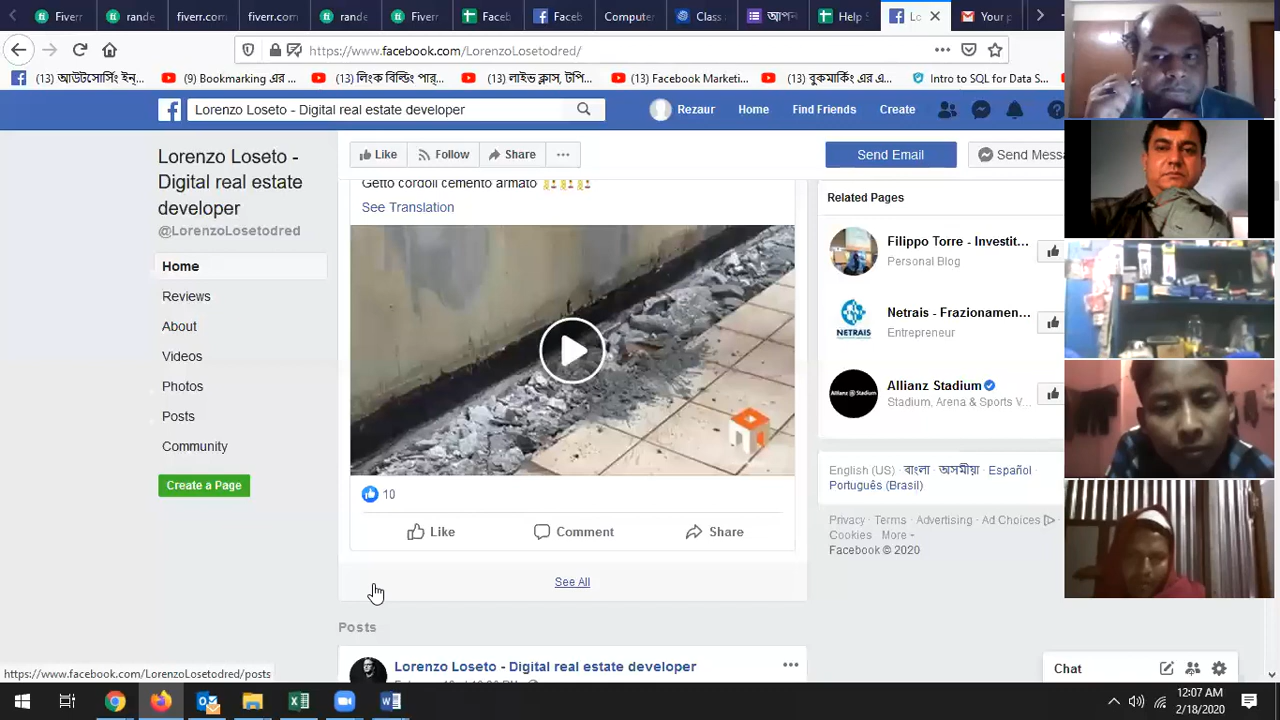 Fiverr
rande
fiverr.com
fiverr.com
rande
Fiverr
Faceb
Faceb
Computer
Class
আপন
Help S
Lo
Your p
https://www.facebook.com/LorenzoLosetodred/
(13) আউটসোর্সিং ইন্...
(9) Bookmarking এর ...
(13) লিংক বিল্ডিং পার্...
(13) লাইভ ক্লাস, টপি...
(13) Facebook Marketi...
(13) বুকমার্কিং এর এ...
Intro to SQL for Data S...
Lorenzo Loseto - Digital real estate developer
Rezaur
Home
Find Friends
Create
Lorenzo Loseto -
Digital real estate
developer
@LorenzoLosetodred
Home
Reviews
About
Videos
Photos
Posts
Community
Create a Page
Like
Follow
Share
Send Email
Send Messa
Getto cordoli cemento armato
See Translation
10
Like
Comment
Share
See All
Posts
Lorenzo Loseto - Digital real estate developer
Related Pages
Filippo Torre - Investit...
Personal Blog
NETRAIS
Netrais - Frazionamen...
Entrepreneur
Allianz Stadium
Allianz Stadium
Stadium, Arena & Sports V...
English (US) · বাংলা · অসমীয়া · Español ·
Português (Brasil)
Privacy · Terms · Advertising · Ad Choices ·
Cookies · More
Facebook © 2020
Chat
https://www.facebook.com/LorenzoLosetodred/posts
12:07 AM
2/18/2020